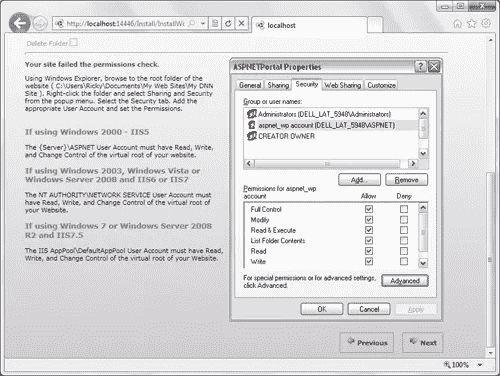 http://localhost:14446/Install/InstallWi
localhost
Delete Folder
Your site failed the permissions check.
Using Windows Explorer, browse to the root folder of the
website ( C:\Users\Ricky\Documents\My Web Sites\My DNN
Site ). Right-click the folder and select Sharing and Security
from the popup menu. Select the Security tab. Add the
appropriate User Account and set the Permissions.
If using Windows 2000 - IIS5
The {Server}\ASPNET User Account must have Read, Write,
and Change Control of the virtual root of your website.
If using Windows 2003, Windows Vista or
Windows Server 2008 and IIS6 or IIS7
The NT AUTHORITY\NETWORK SERVICE User Account must
have Read, Write, and Change Control of the virtual root of
your Website.
If using Windows 7 or Windows Server 2008
R2 and IIS7.5
The IIS AppPool\DefaultAppPool User Account must have Read,
Write, and Change Control of the virtual root of your Website.
ASPNETPortal Properties
General Sharing Security Web Sharing Customize
Group or user names:
Administrators (DELL_LAT_5948\Administrators)
aspnet_wp account (DELL_LAT_5948\ASPNET)
CREATOR OWNER
Add... Remove
Permissions for aspnet_wp
account Allow Deny
Full Control
Modify
Read & Execute
List Folder Contents
Read
Write
For special permissions or for advanced settings,
click Advanced.
Advanced
OK Cancel Apply
Previous Next
100%